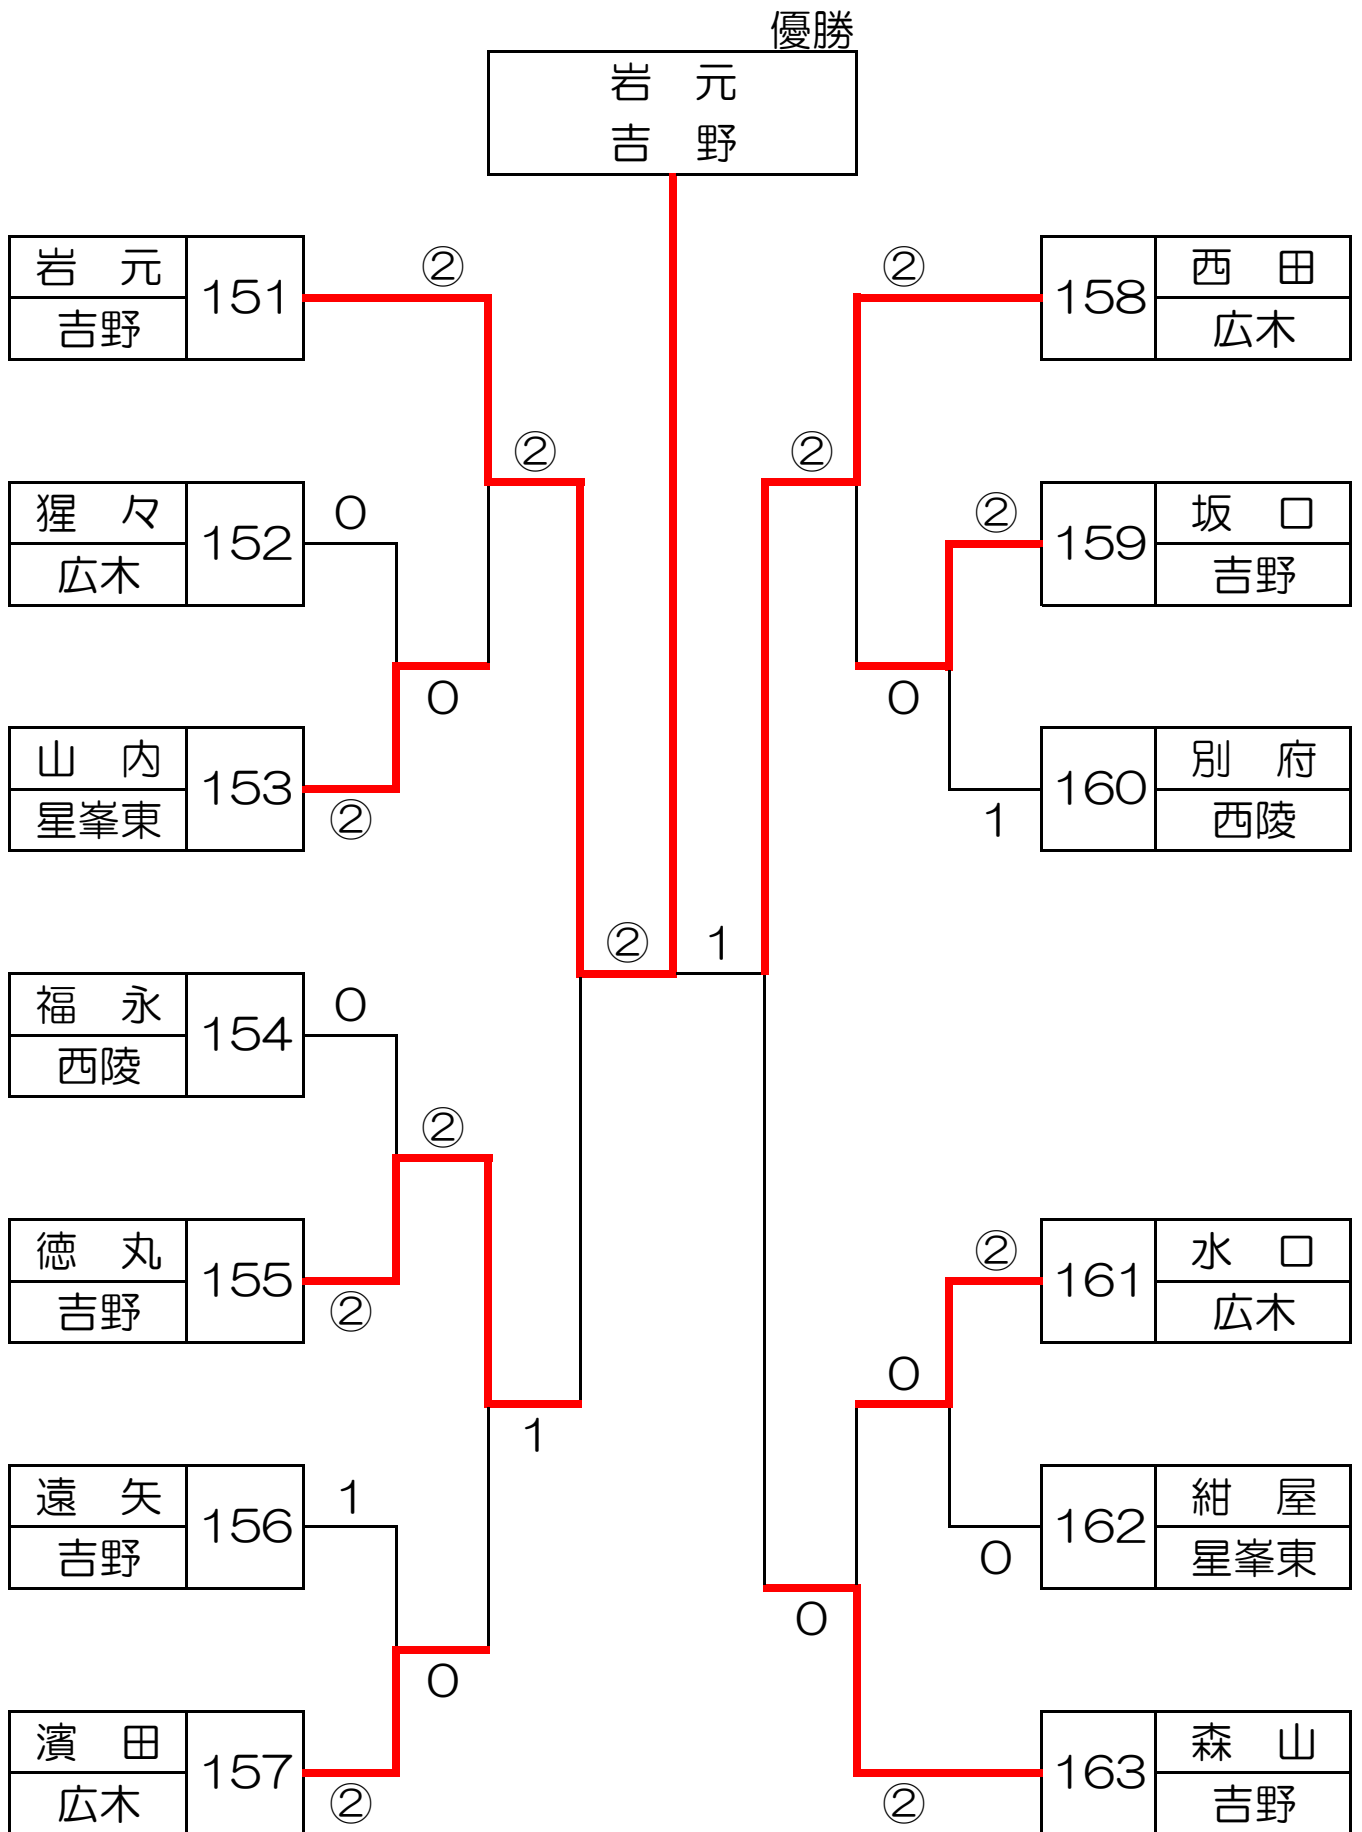 優勝
岩　元
吉　野
岩　元
151
吉野
②
②
158
西　田
広木
②
②
猩　々
152
広木
0
②
159
坂　口
吉野
0
0
山　内
153
星峯東
②
1
160
別　府
西陵
②
1
福　永
154
西陵
0
②
徳　丸
155
吉野
②
②
161
水　口
広木
0
1
遠　矢
156
吉野
1
0
162
紺　屋
星峯東
0
0
濱　田
157
広木
②
②
163
森　山
吉野